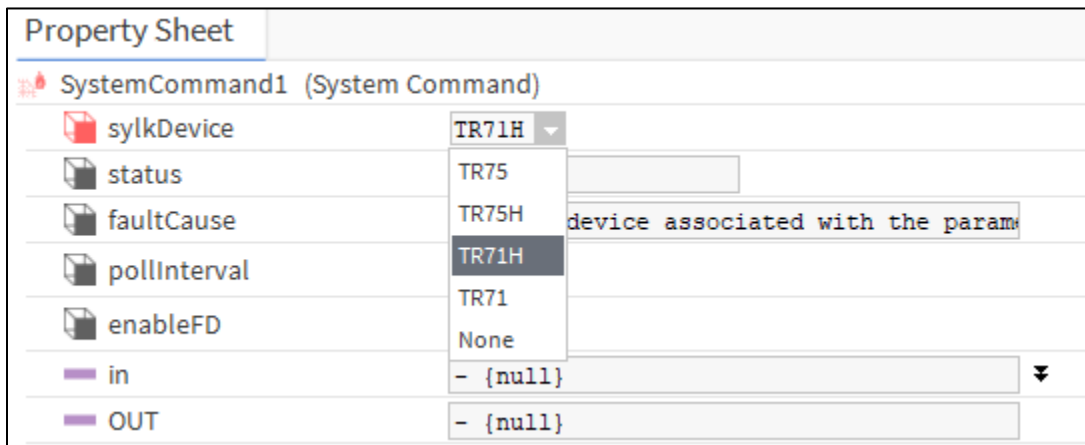 Property Sheet
SystemCommand1 (System Command)
sylkDevice TR71H
status TR75
faultCause TR75H device associated with the
pollInterval TR71H
TR71
enableFD
None
in - {null}
OUT - {null}